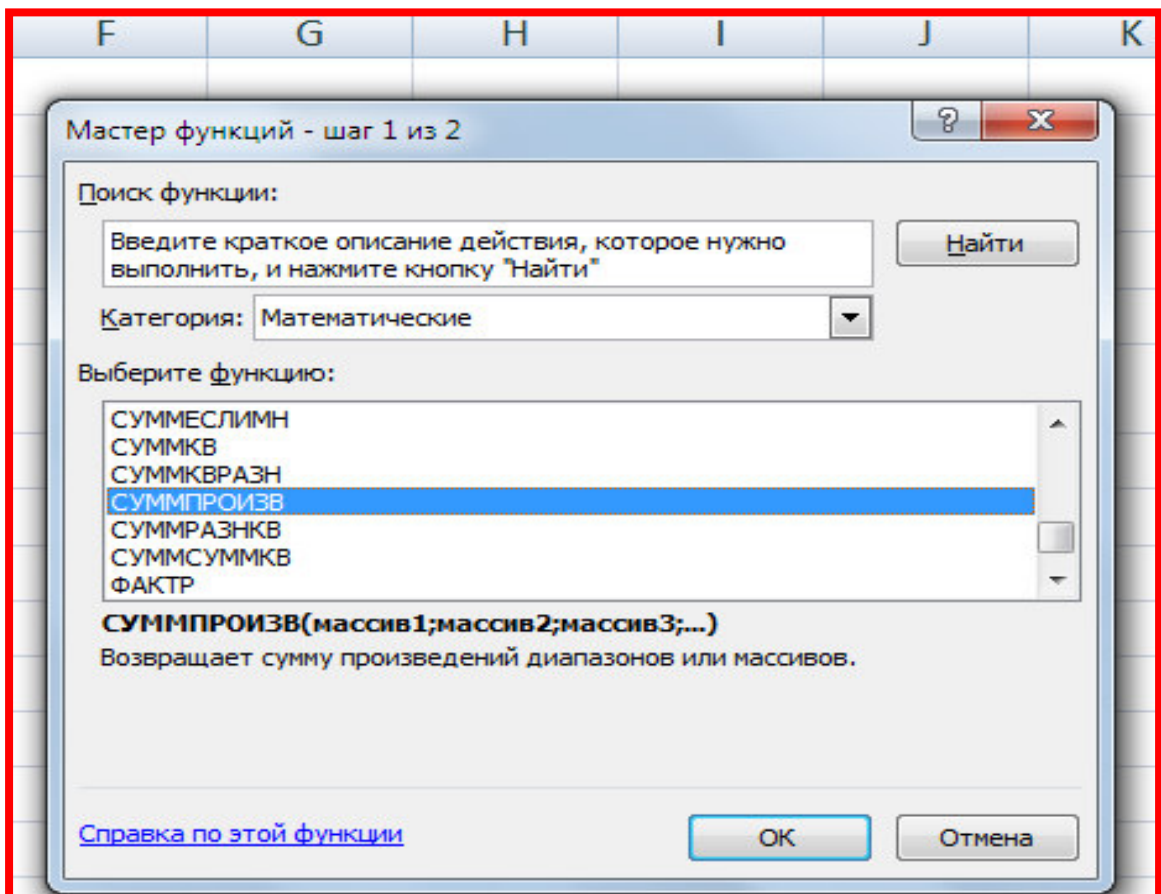 F G H I J K
Мастер функций - шаг 1 из 2
Поиск функции:
Введите краткое описание действия, которое нужно
выполнить, и нажмите кнопку "Найти"
Найти
Категория: Математические
Выберите функцию:
СУММЕСЛИМН
СУММКВ
СУММКВРАЗН
СУММПРОИЗВ
СУММРАЗНКВ
СУММСУММКВ
ФАКТР
СУММПРОИЗВ(массив1;массив2;массив3;...)
Возвращает сумму произведений диапазонов или массивов.
Справка по этой функции
ОК Отмена